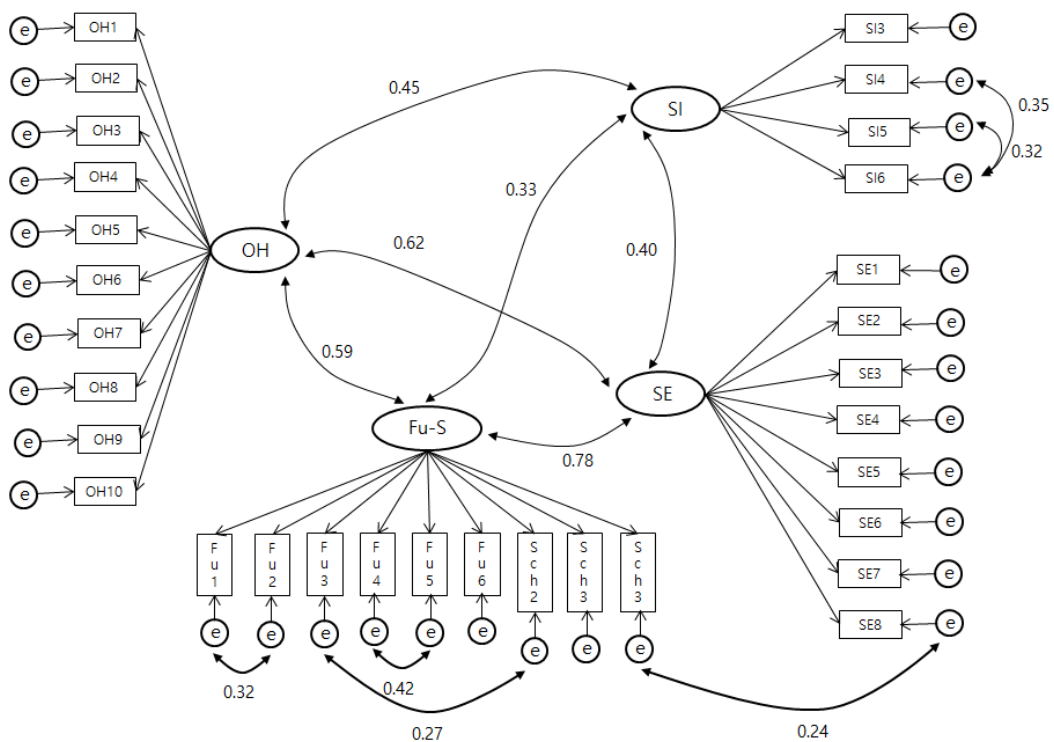 e OH1
e OH2
e OH3
e OH4
e OH5
e OH6
e OH7
e OH8
e OH9
e OH10
OH
0.45
0.33
0.62
0.40
0.59
0.78
SI
SI3 e
SI4 e
SI5 e
SI6 e
0.35
0.32
SE
SE1 e
SE2 e
SE3 e
SE4 e
SE5 e
SE6 e
SE7 e
SE8 e
Fu-S
Fu1
Fu2
Fu3
Fu4
Fu5
Fu6
Sch2
Sch3
Sch3
e e e e e e e e e
0.32
0.42
0.27
0.24